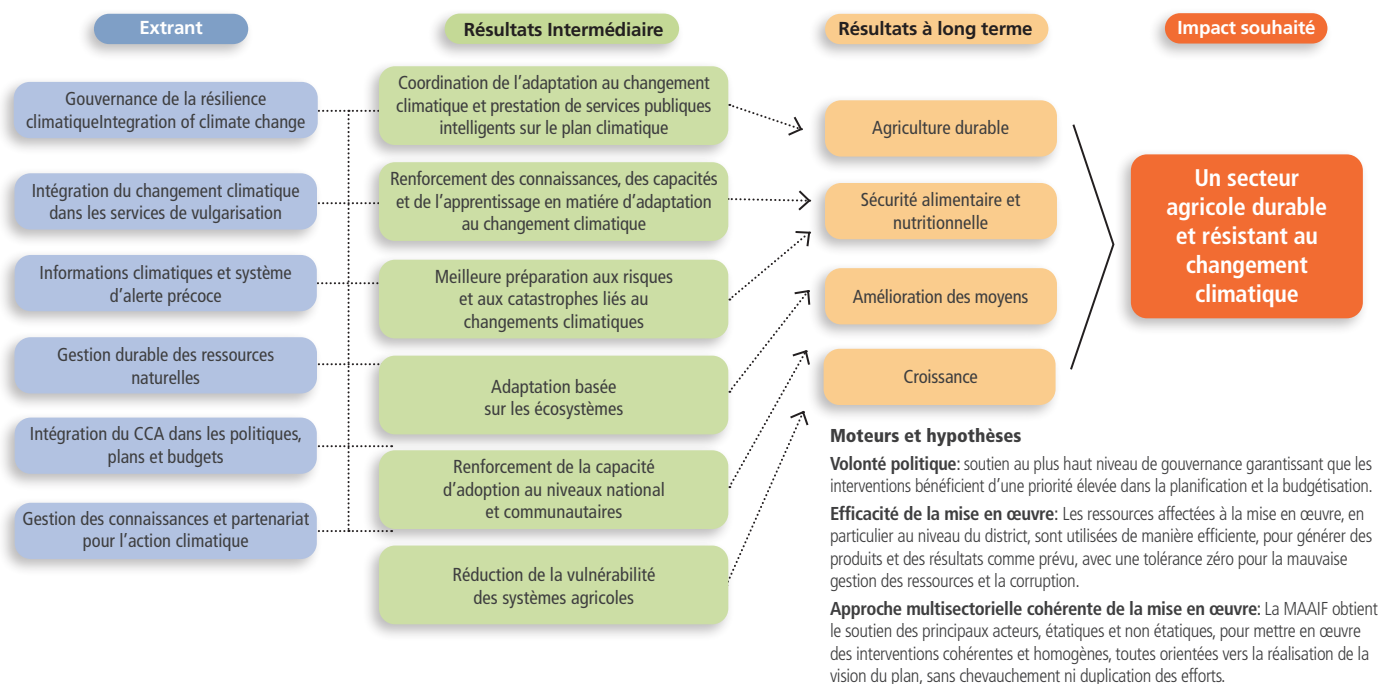 Extrant
Gouvernance de la résilience
climatiqueIntegration of climate change
Intégration du changement climatique
dans les services de vulgarisation
Informations climatiques et système
d'alerte précoce
Gestion durable des ressources
naturelles
Intégration du CCA dans les politiques,
plans et budgets
Gestion des connaissances et partenariat
pour l'action climatique
Résultats Intermédiaire
Coordination de l'adaptation au changement
climatique et prestation de services publiques
intelligents sur le plan climatique
Renforcement des connaissances, des capacités
et de l'apprentissage en matiére d'adaptation
au changement climatique
Meilleure préparation aux risques
et aux catastrophes liés au
changements climatiques
Adaptation basée
sur les écosystèmes
Renforcement de la capacité
d'adoption au niveaux national
et communautaires
Réduction de la vulnérabilité
des systèmes agricoles
Résultats à long terme
Agriculture durable
Sécurité alimentaire et
nutritionnelle
Amélioration des moyens
Croissance
Impact souhaité
Un secteur
agricole durable
et résistant au
changement
climatique
Moteurs et hypothèses
Volonté politique: soutien au plus haut niveau de gouvernance garantissant que les
interventions bénéficient d'une priorité élevée dans la planification et la budgétisation.
Efficacité de la mise en œuvre: Les ressources affectées à la mise en œuvre, en
particulier au niveau du district, sont utilisées de manière efficiente, pour générer des
produits et des résultats comme prévu, avec une tolérance zéro pour la mauvaise
gestion des ressources et la corruption.
Approche multisectorielle cohérente de la mise en œuvre: La MAAIF obtient
le soutien des principaux acteurs, étatiques et non étatiques, pour mettre en œuvre
des interventions cohérentes et homogènes, toutes orientées vers la réalisation de la
vision du plan, sans chevauchement ni duplication des efforts.